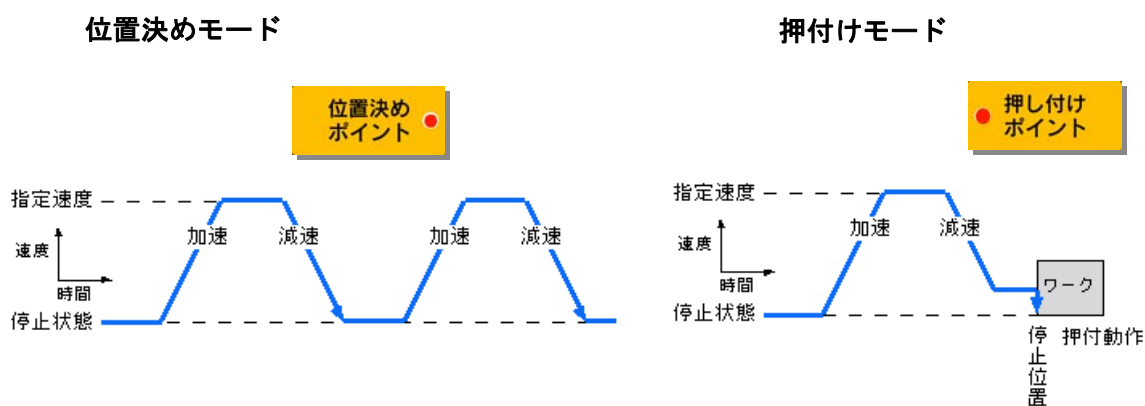 位置決めモード
位置決め
ポイント
指定速度
加速
減速
加速
減速
速度
時間
停止状態
押付けモード
押し付け
ポイント
指定速度
加速
減速
速度
時間
ワーク
停止状態
停止位置
押付動作